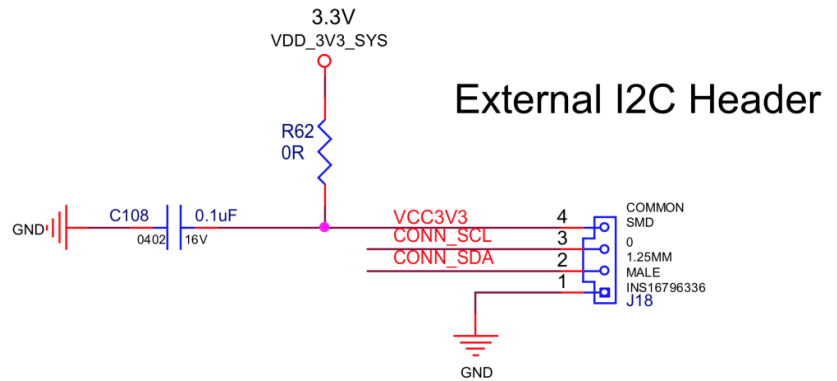 3.3V
VDD_3V3_SYS
External I2C Header
R62
0R
C108
0.1uF
GND
0402
16V
VCC3V3
CONN_SCL
CONN_SDA
4
3
2
1
COMMON
SMD
0
1.25MM
MALE
INS16796336
J18
GND